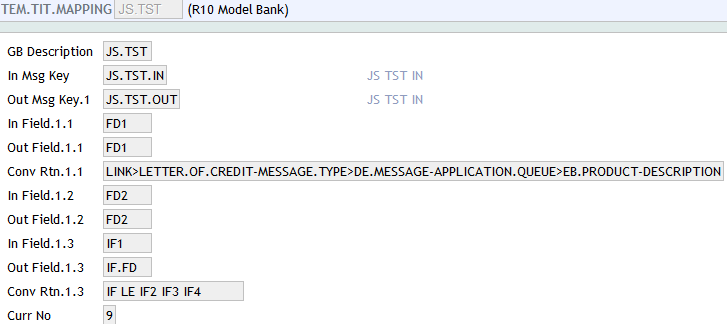 TEM.TIT.MAPPING JS.TST (R10 Model Bank)
GB Description JS.TST
In Msg Key JS.TST.IN JS TST IN
Out Msg Key.1 JS.TST.OUT JS TST IN
In Field.1.1 FD1
Out Field.1.1 FD1
Conv Rtn.1.1 LINK>LETTER.OF.CREDIT-MESSAGE.TYPE>DE.MESSAGE-APPLICATION.QUEUE>EB.PRODUCT-DESCRIPTION
In Field.1.2 FD2
Out Field.1.2 FD2
In Field.1.3 IF1
Out Field.1.3 IF.FD
Conv Rtn.1.3 IF LE IF2 IF3 IF4
Curr No 9